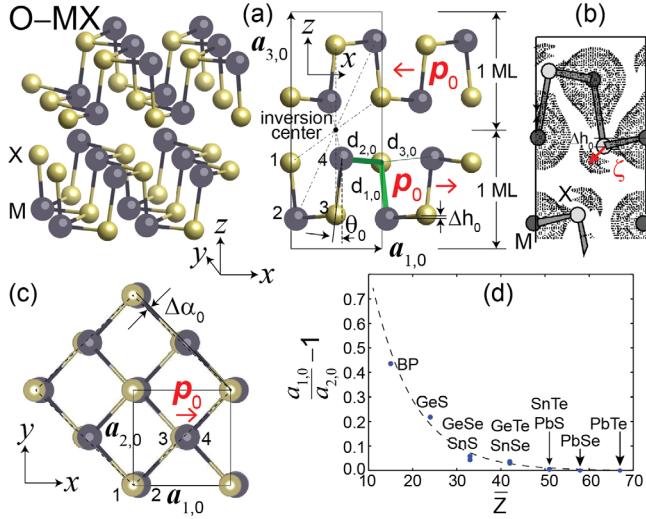 O–MX
X
M
z
y
x
(a)
a3,0
z
x
p0
1 ML
inversion
center
1
4
d2,0
d3,0
p0
d1,0
2
3
θ0
Δh0
a1,0
1 ML
(b)
Δh0
ζ
X
M
(c)
Δα0
p0
a2,0
3
4
1
2
a1,0
y
x
(d)
a1,0
a2,0
−1
0.7
0.6
0.5
0.4
0.3
0.2
0.1
0.0
BP
GeS
GeSe
SnS
GeTe
SnSe
SnTe
PbS
PbSe
PbTe
10 20 30 40 50 60 70
Z̅